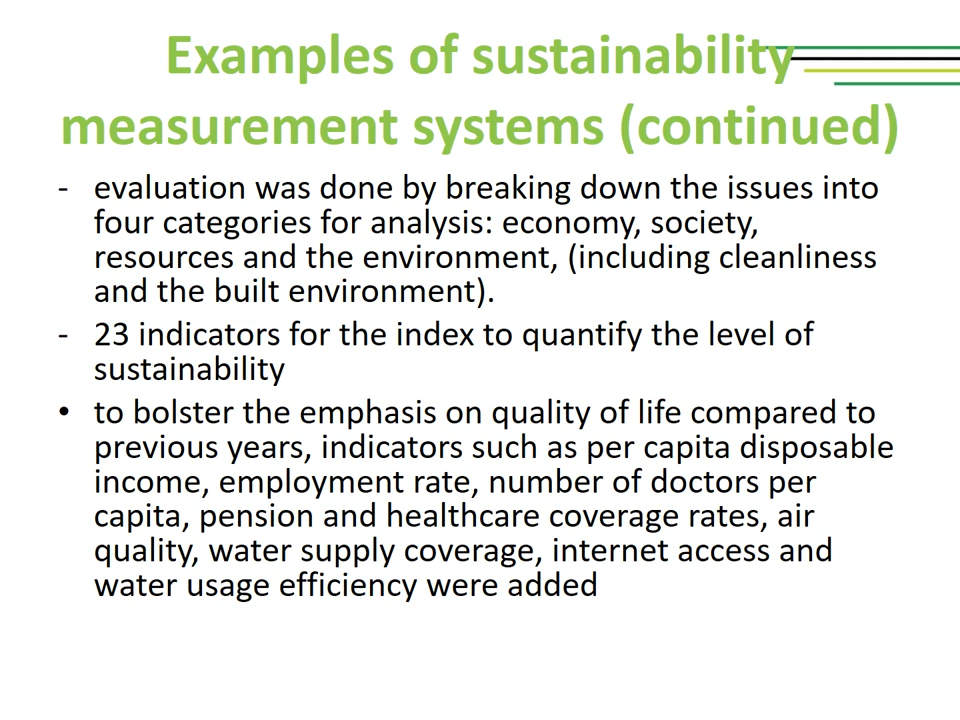 Examples of sustainability
measurement systems (continued)
- evaluation was done by breaking down the issues into
four categories for analysis: economy, society,
resources and the environment, (including cleanliness
and the built environment).
- 23 indicators for the index to quantify the level of
sustainability
• to bolster the emphasis on quality of life compared to
previous years, indicators such as per capita disposable
income, employment rate, number of doctors per
capita, pension and healthcare coverage rates, air
quality, water supply coverage, internet access and
water usage efficiency were added